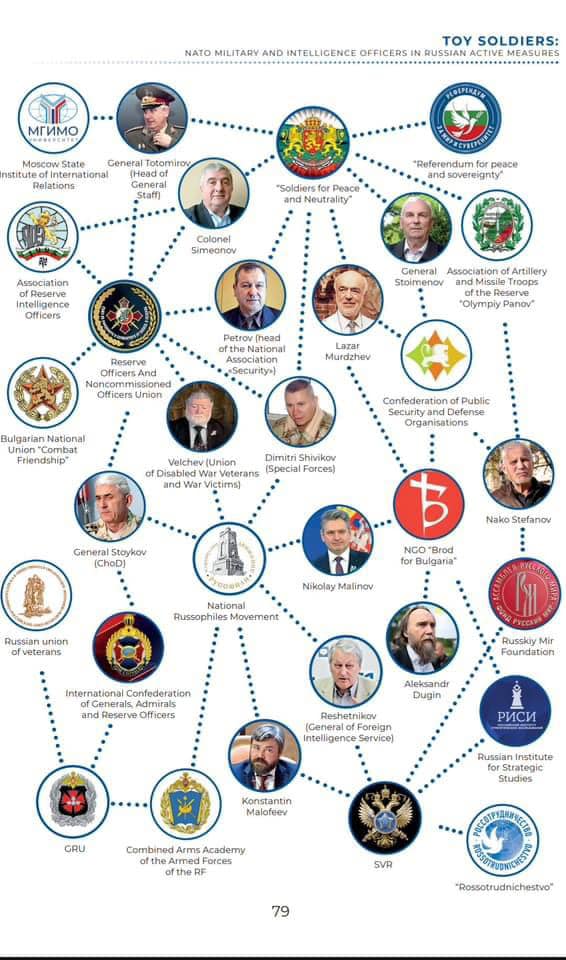 TOY SOLDIERS:
NATO MILITARY AND INTELLIGENCE OFFICERS IN RUSSIAN ACTIVE MEASURES
МГИМО
УНИВЕРСИТЕТ
Moscow State
Institute of International
Relations
General Totomirov
(Head of
General
Staff)
"Soldiers for Peace
and Neutrality"
РЕФЕРЕНДУМ
ЗА МИР И СУВЕРЕНИТЕТ
"Referendum for peace
and sovereignty"
Colonel
Simeonov
Association
of Reserve
Intelligence
Officers
General
Stoimenov
Association of Artillery
and Missile Troops
of the Reserve
"Olympiy Panov"
Reserve
Officers And
Noncommissioned
Officers Union
Petrov (head
of the National
Association
«Security»)
Lazar
Murdzhev
Confederation of Public
Security and Defense
Organisations
Bulgarian National
Union "Combat
Friendship"
Velchev (Union
of Disabled War Veterans
and War Victims)
Dimitri Shivikov
(Special Forces)
Nako Stefanov
General Stoykov
(ChoD)
National
Russophiles Movement
Nikolay Malinov
NGO "Brod
for Bulgaria"
Russian union
of veterans
International Confederation
of Generals, Admirals
and Reserve Officers
Reshetnikov
(General of Foreign
Intelligence Service)
Aleksandr
Dugin
АССАМБЛЕЯ РУССКОГО МИРА
ФОНД РУССКИЙ МИР
Russkiy Mir
Foundation
РИСИ
Russian Institute
for Strategic
Studies
GRU
Combined Arms Academy
of the Armed Forces
of the RF
Konstantin
Malofeev
SVR
РОССОТРУДНИЧЕСТВО
ROSSOTRUDNICHESTVO
"Rossotrudnichestvo"
79